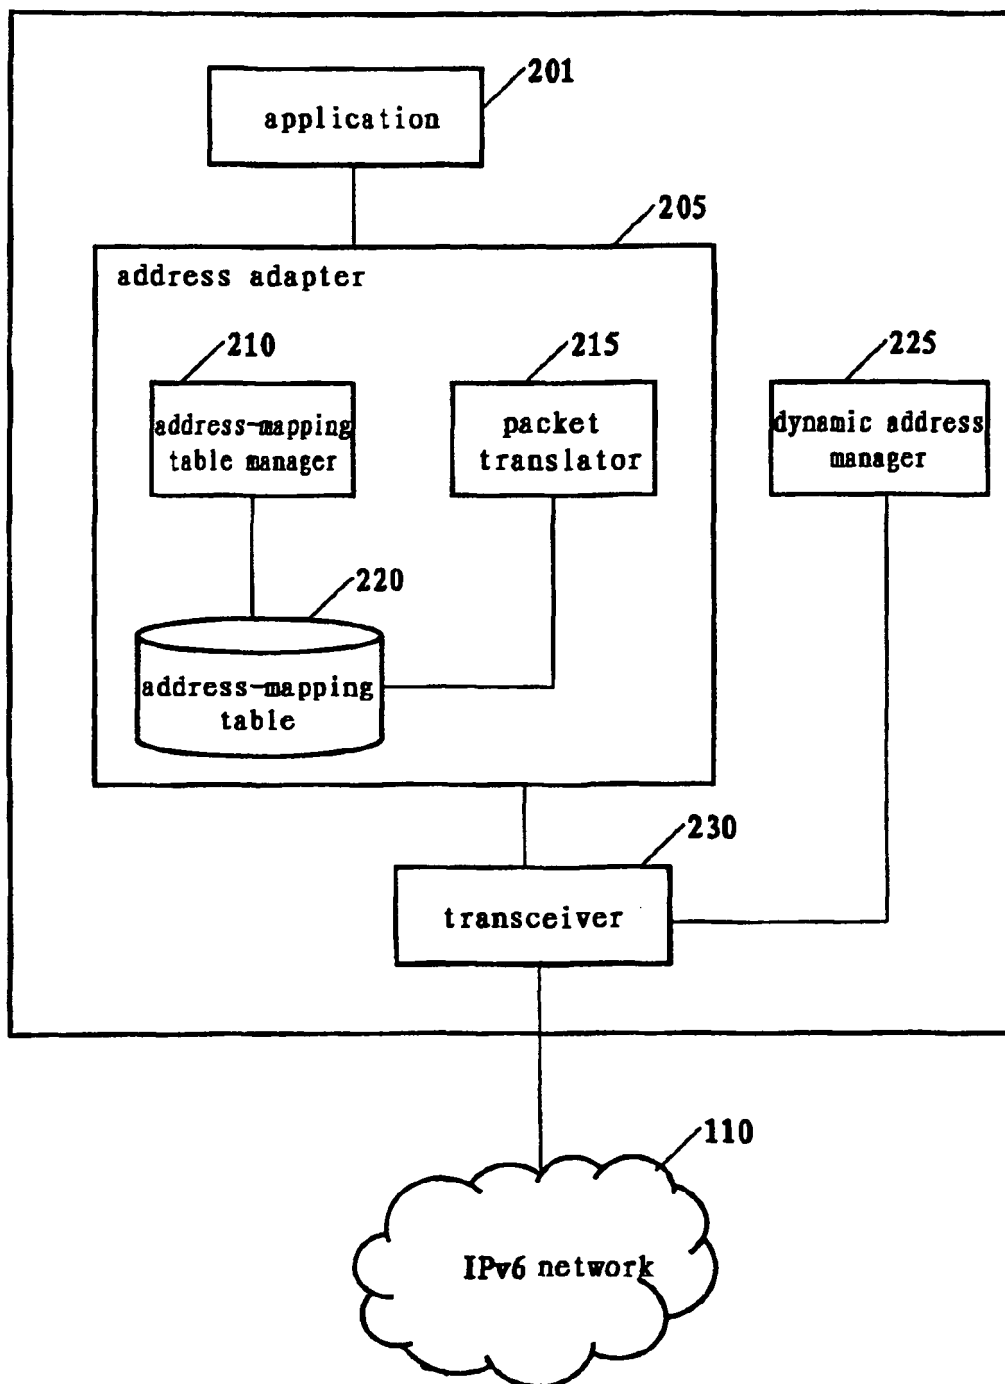 201
application
205
address adapter
210
215
225
address-mapping
table manager
packet
translator
dynamic address
manager
220
address-mapping
table
230
transceiver
110
IPv6 network